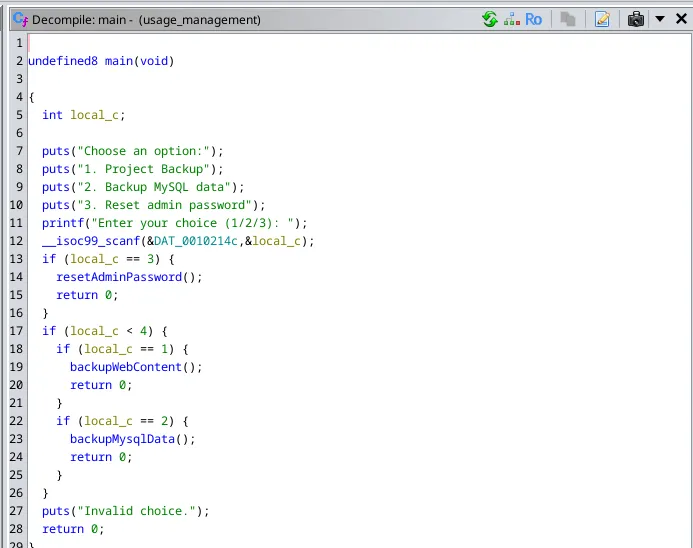 Decompile: main - (usage_management)
Ro
1
2 undefined8 main(void)
3
4 {
5 int local_c;
6
7 puts("Choose an option:");
8 puts("1. Project Backup");
9 puts("2. Backup MySQL data");
10 puts("3. Reset admin password");
11 printf("Enter your choice (1/2/3): ");
12 __isoc99_scanf(&DAT_0010214c,&local_c);
13 if (local_c == 3) {
14 resetAdminPassword();
15 return 0;
16 }
17 if (local_c < 4) {
18 if (local_c == 1) {
19 backupWebContent();
20 return 0;
21 }
22 if (local_c == 2) {
23 backupMysqlData();
24 return 0;
25 }
26 }
27 puts("Invalid choice.");
28 return 0;
29 }